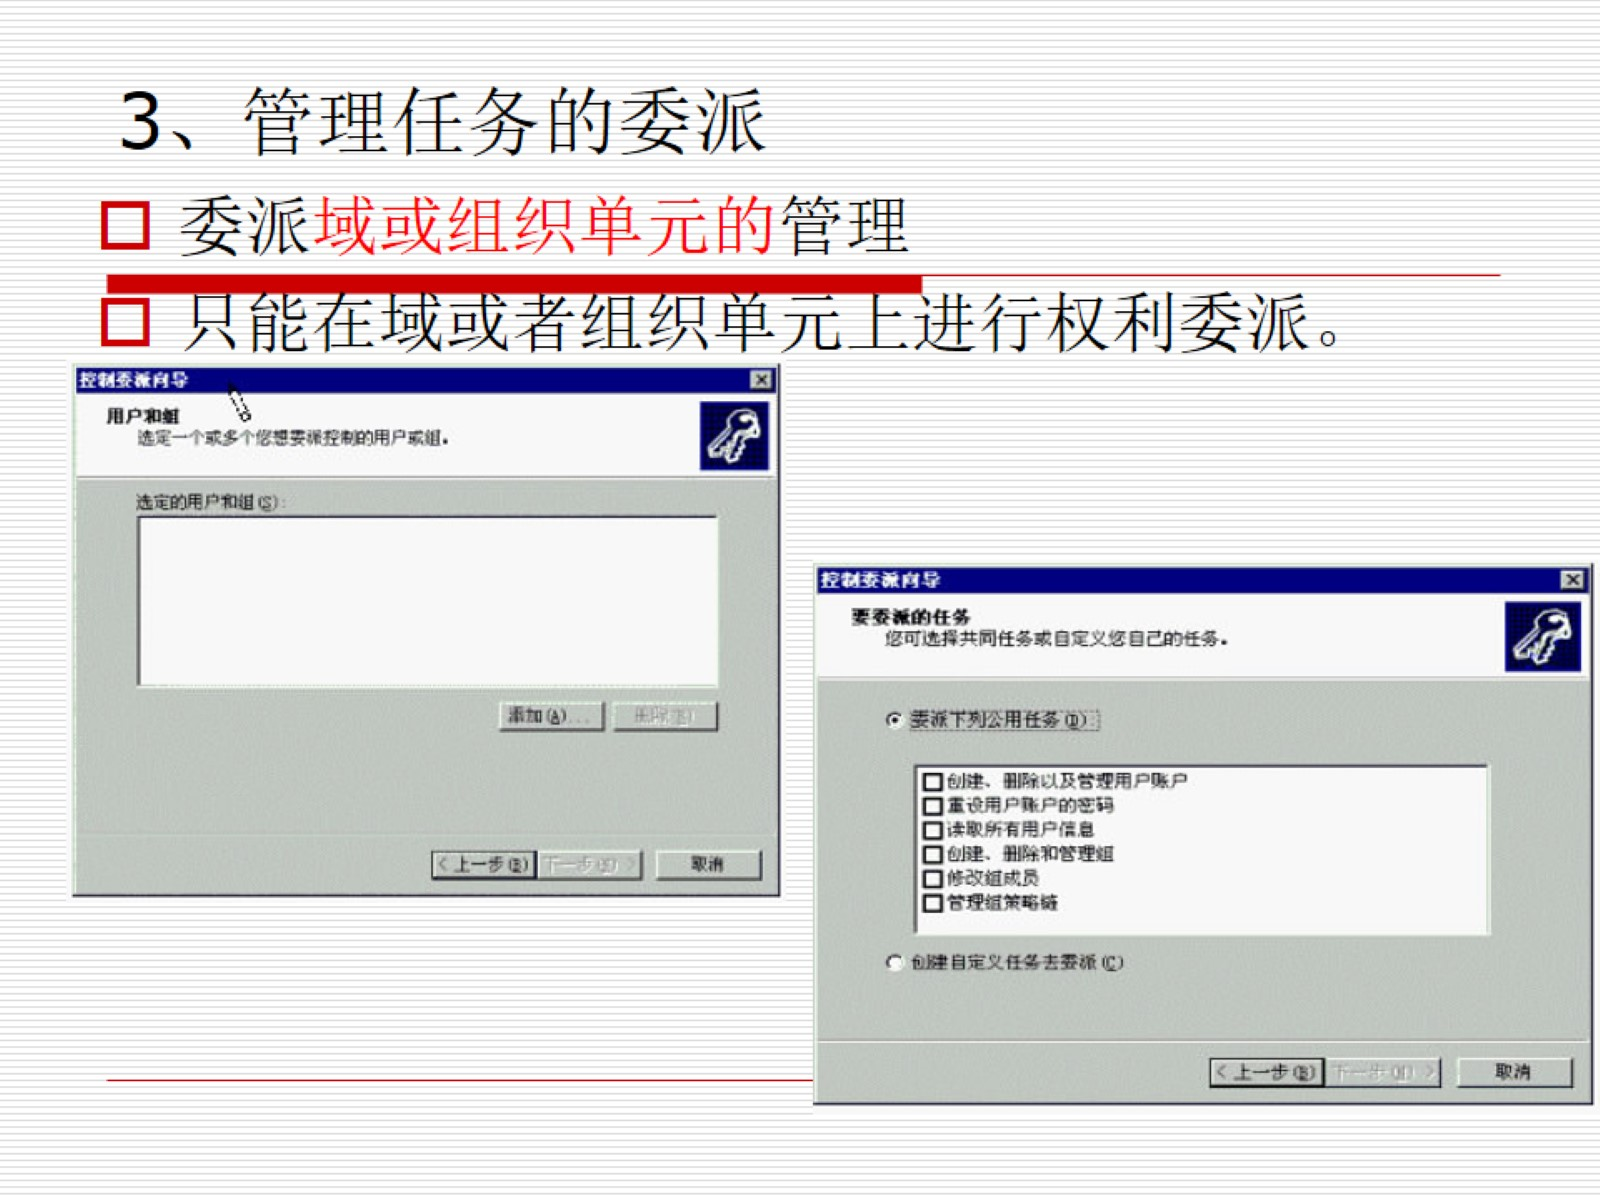 3、管理任务的委派
委派域或组织单元的管理
只能在域或者组织单元上进行权利委派。
控制委派向导
用户和组
选定一个或多个您想要委派控制的用户或组。
选定的用户和组(S):
添加(A)...
删除(R)
<上一步(B)
下一步(N)>
取消
控制委派向导
要委派的任务
您可选择共同任务或自定义您自己的任务。
委派下列公用任务(D):
创建、删除以及管理用户账户
重设用户账户的密码
读取所有用户信息
创建、删除和管理组
修改组成员
管理组策略链
创建自定义任务去委派(C)
<上一步(B)
下一步(N)>
取消